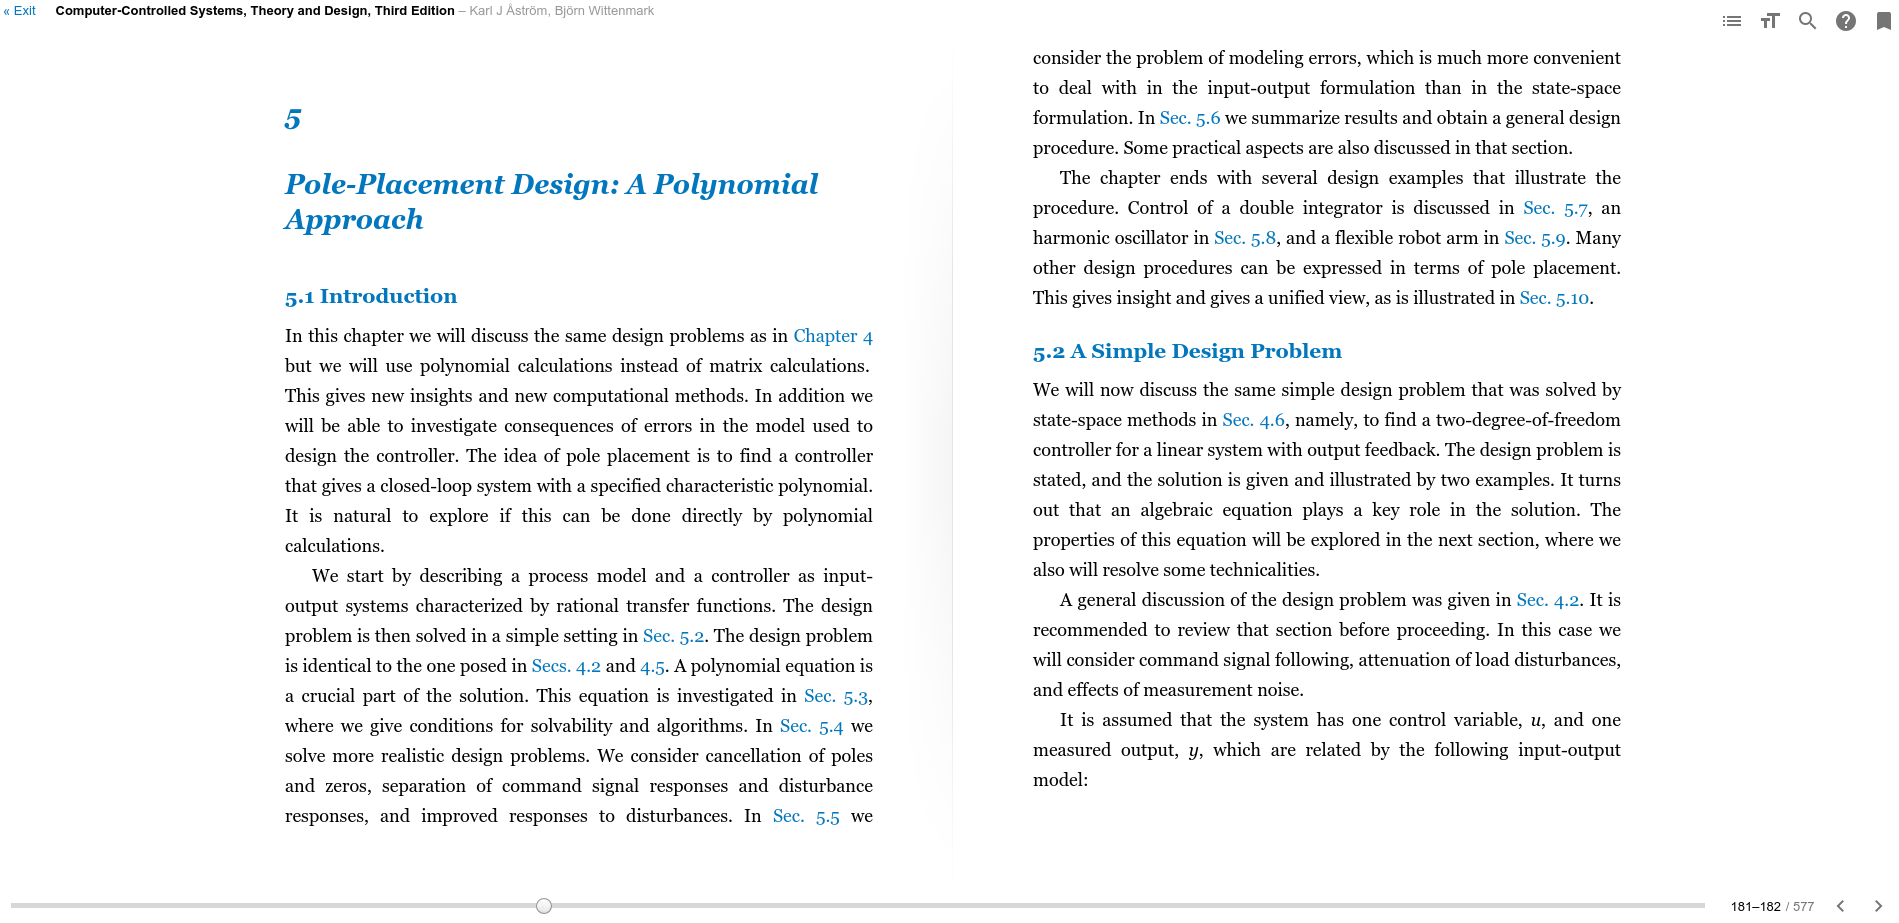 « Exit Computer-Controlled Systems, Theory and Design, Third Edition – Karl J Åström, Björn Wittenmark
5
Pole-Placement Design: A Polynomial
Approach
5.1 Introduction
In this chapter we will discuss the same design problems as in Chapter 4
but we will use polynomial calculations instead of matrix calculations.
This gives new insights and new computational methods. In addition we
will be able to investigate consequences of errors in the model used to
design the controller. The idea of pole placement is to find a controller
that gives a closed-loop system with a specified characteristic polynomial.
It is natural to explore if this can be done directly by polynomial
calculations.
We start by describing a process model and a controller as input-
output systems characterized by rational transfer functions. The design
problem is then solved in a simple setting in Sec. 5.2. The design problem
is identical to the one posed in Secs. 4.2 and 4.5. A polynomial equation is
a crucial part of the solution. This equation is investigated in Sec. 5.3,
where we give conditions for solvability and algorithms. In Sec. 5.4 we
solve more realistic design problems. We consider cancellation of poles
and zeros, separation of command signal responses and disturbance
responses, and improved responses to disturbances. In Sec. 5.5 we
consider the problem of modeling errors, which is much more convenient
to deal with in the input-output formulation than in the state-space
formulation. In Sec. 5.6 we summarize results and obtain a general design
procedure. Some practical aspects are also discussed in that section.
The chapter ends with several design examples that illustrate the
procedure. Control of a double integrator is discussed in Sec. 5.7, an
harmonic oscillator in Sec. 5.8, and a flexible robot arm in Sec. 5.9. Many
other design procedures can be expressed in terms of pole placement.
This gives insight and gives a unified view, as is illustrated in Sec. 5.10.
5.2 A Simple Design Problem
We will now discuss the same simple design problem that was solved by
state-space methods in Sec. 4.6, namely, to find a two-degree-of-freedom
controller for a linear system with output feedback. The design problem is
stated, and the solution is given and illustrated by two examples. It turns
out that an algebraic equation plays a key role in the solution. The
properties of this equation will be explored in the next section, where we
also will resolve some technicalities.
A general discussion of the design problem was given in Sec. 4.2. It is
recommended to review that section before proceeding. In this case we
will consider command signal following, attenuation of load disturbances,
and effects of measurement noise.
It is assumed that the system has one control variable, u, and one
measured output, y, which are related by the following input-output
model:
181–182 / 577